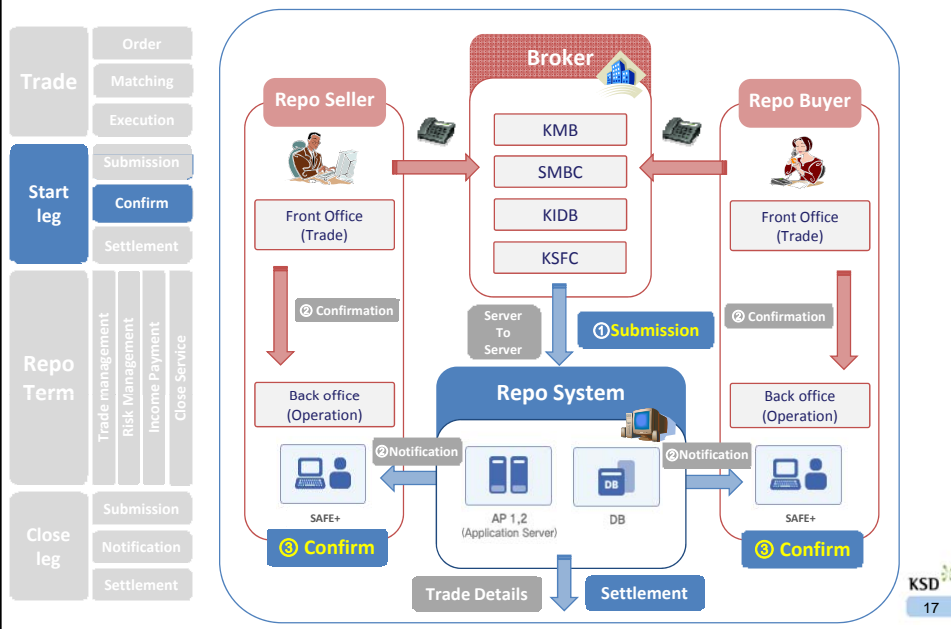 Trade
Order
Matching
Execution
Start
leg
Submission
Confirm
Settlement
Repo
Term
Trade management
Risk Management
Income Payment
Close Service
Close
leg
Submission
Notification
Settlement
Repo Seller
Front Office
(Trade)
② Confirmation
Back office
(Operation)
SAFE+
③ Confirm
Broker
KMB
SMBC
KIDB
KSFC
Server
To
Server
①Submission
Repo System
②Notification
AP 1,2
(Application Server)
DB
DB
②Notification
Trade Details
Settlement
Repo Buyer
Front Office
(Trade)
② Confirmation
Back office
(Operation)
SAFE+
③ Confirm
KSD
17